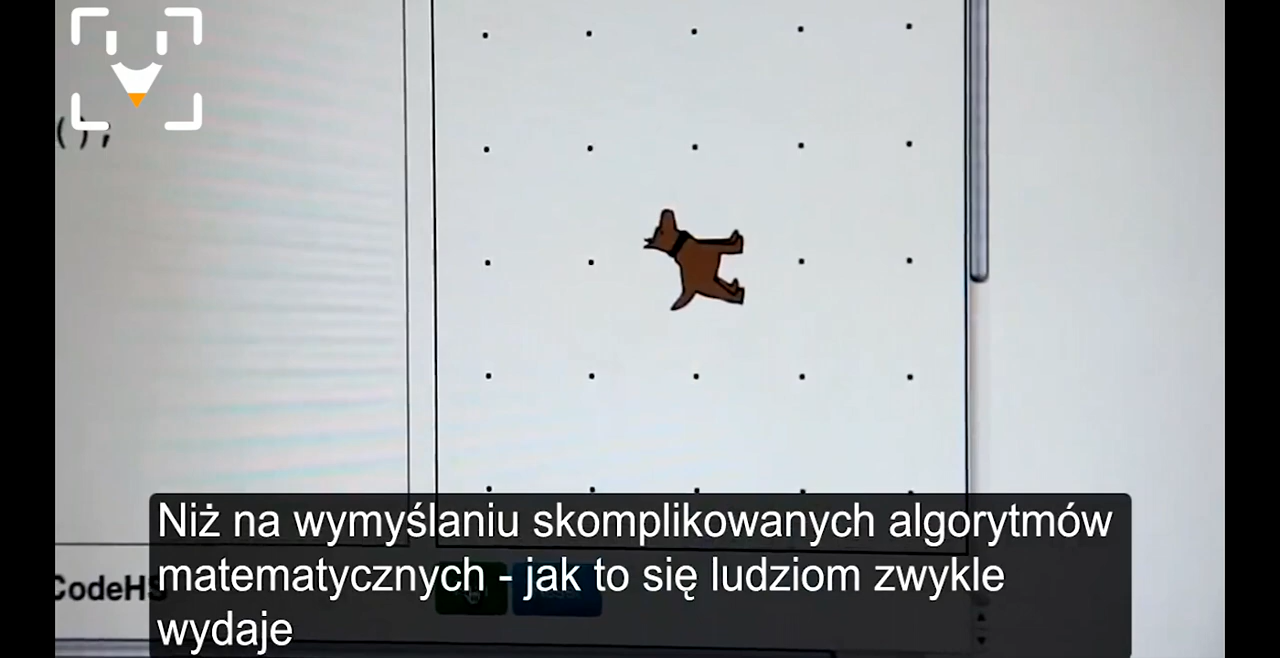 ();
Niż na wymyślaniu skomplikowanych algorytmów
matematycznych - jak to się ludziom zwykle
wydaje
CodeHS